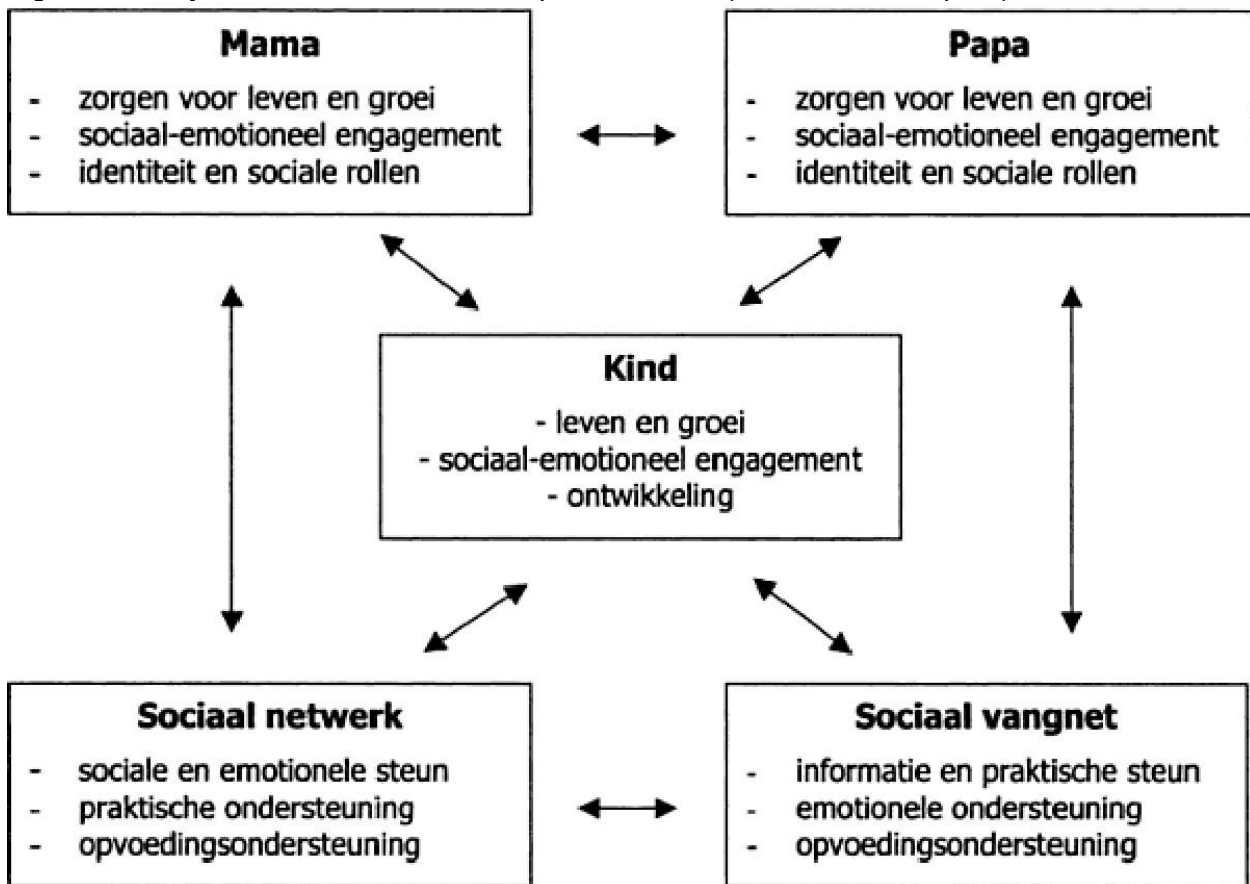 Mama
- zorgen voor leven en groei
- sociaal-emotioneel engagement
- identiteit en sociale rollen
Papa
- zorgen voor leven en groei
- sociaal-emotioneel engagement
- identiteit en sociale rollen
Kind
- leven en groei
- sociaal-emotioneel engagement
- ontwikkeling
Sociaal netwerk
- sociale en emotionele steun
- praktische ondersteuning
- opvoedingsondersteuning
Sociaal vangnet
- informatie en praktische steun
- emotionele ondersteuning
- opvoedingsondersteuning